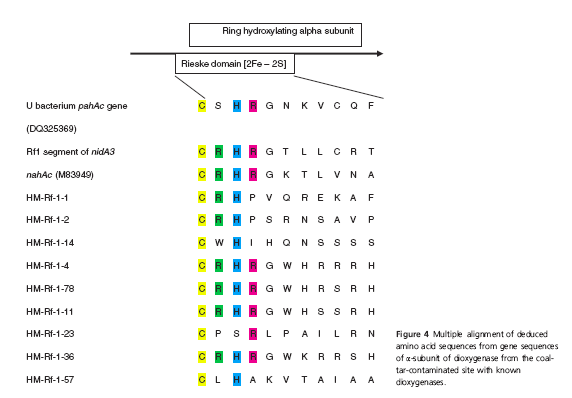 Ring hydroxylating alpha subunit
Rieske domain [2Fe – 2S]
U bacterium pahAc gene C S H R G N K V C Q F
(DQ325369)
Rf1 segment of nidA3 C R H R G T L L C R T
nahAc (M83949) C R H R G K T L V N A
HM-Rf-1-1 C R H P V Q R E K A F
HM-Rf-1-2 C R H P S R N S A V P
HM-Rf-1-14 C W H I H Q N S S S S
HM-Rf-1-4 C R H R G W H R R R H
HM-Rf-1-78 C R H R G W H R S R H
HM-Rf-1-11 C R H R G W H S S R H
HM-Rf-1-23 C P S R L P A I L R N
HM-Rf-1-36 C R H R G W K R R S H
HM-Rf-1-57 C L H A K V T A I A A
Figure 4 Multiple alignment of deduced
amino acid sequences from gene sequences
of α-subunit of dioxygenase from the coal-
tar-contaminated site with known
dioxygenases.